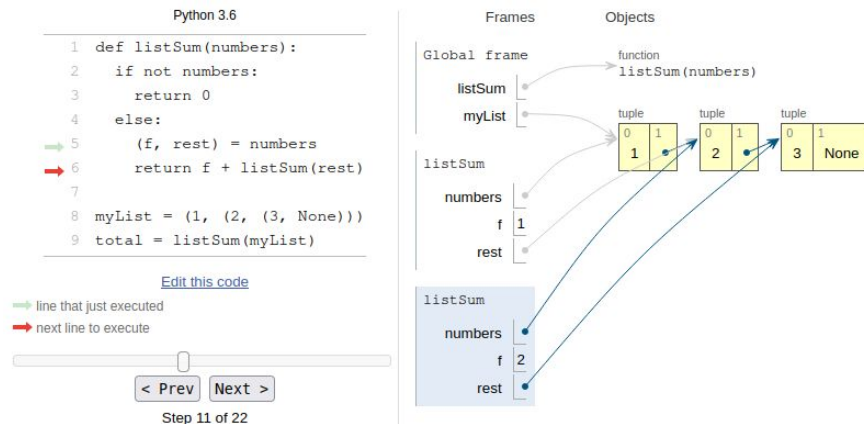 Python 3.6
1 def listSum(numbers):
2   if not numbers:
3     return 0
4   else:
5     (f, rest) = numbers
6     return f + listSum(rest)
7
8 myList = (1, (2, (3, None)))
9 total = listSum(myList)
Edit this code
line that just executed
next line to execute
< Prev Next >
Step 11 of 22
Frames Objects
Global frame
listSum
myList
function
listSum(numbers)
tuple tuple tuple
0 1 0 1 0 1
1 2 3 None
listSum
numbers
f 1
rest
listSum
numbers
f 2
rest